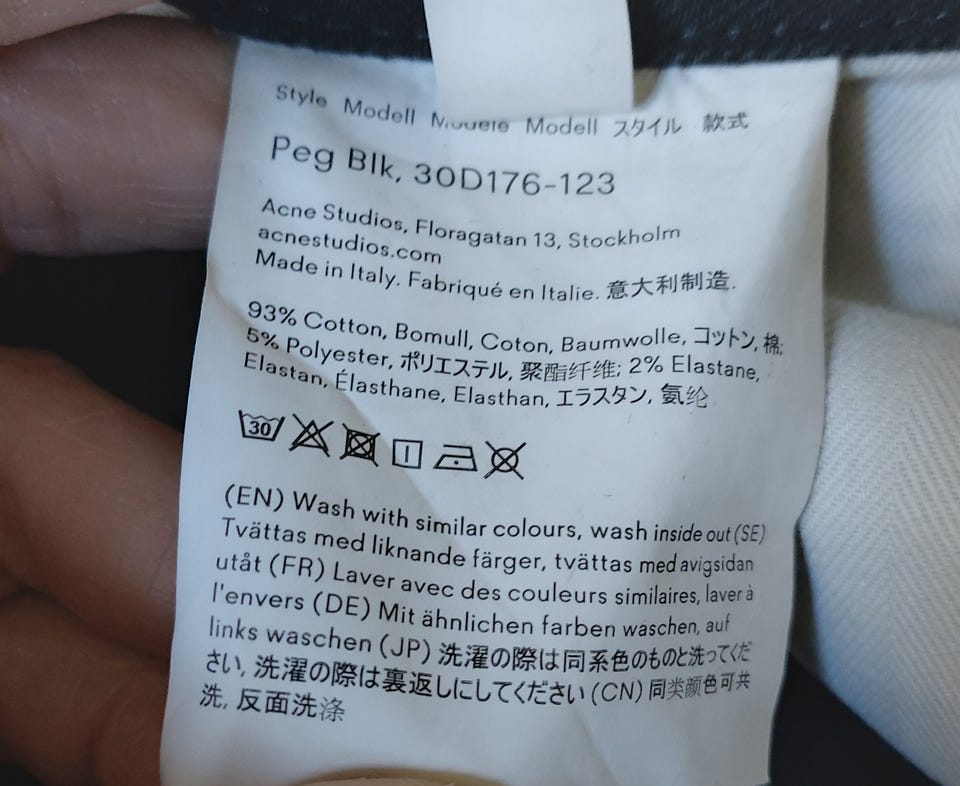 Style Modell Modèle Modell スタイル 款式
Peg Blk, 30D176-123
Acne Studios, Floragatan 13, Stockholm
acnestudios.com
Made in Italy. Fabriqué en Italie. 意大利制造.
93% Cotton, Bomull, Coton, Baumwolle, コットン, 棉;
5% Polyester, ポリエステル, 聚酯纤维; 2% Elastane,
Elastan, Élasthane, Elasthan, エラスタン, 氨纶
30
(EN) Wash with similar colours, wash inside out (SE)
Tvättas med liknande färger, tvättas med avigsidan
utåt (FR) Laver avec des couleurs similaires, laver à
l'envers (DE) Mit ähnlichen farben waschen, auf
links waschen (JP) 洗濯の際は同系色のものと洗ってくだ
さい, 洗濯の際は裏返しにしてください (CN) 同类颜色可共
洗, 反面洗涤